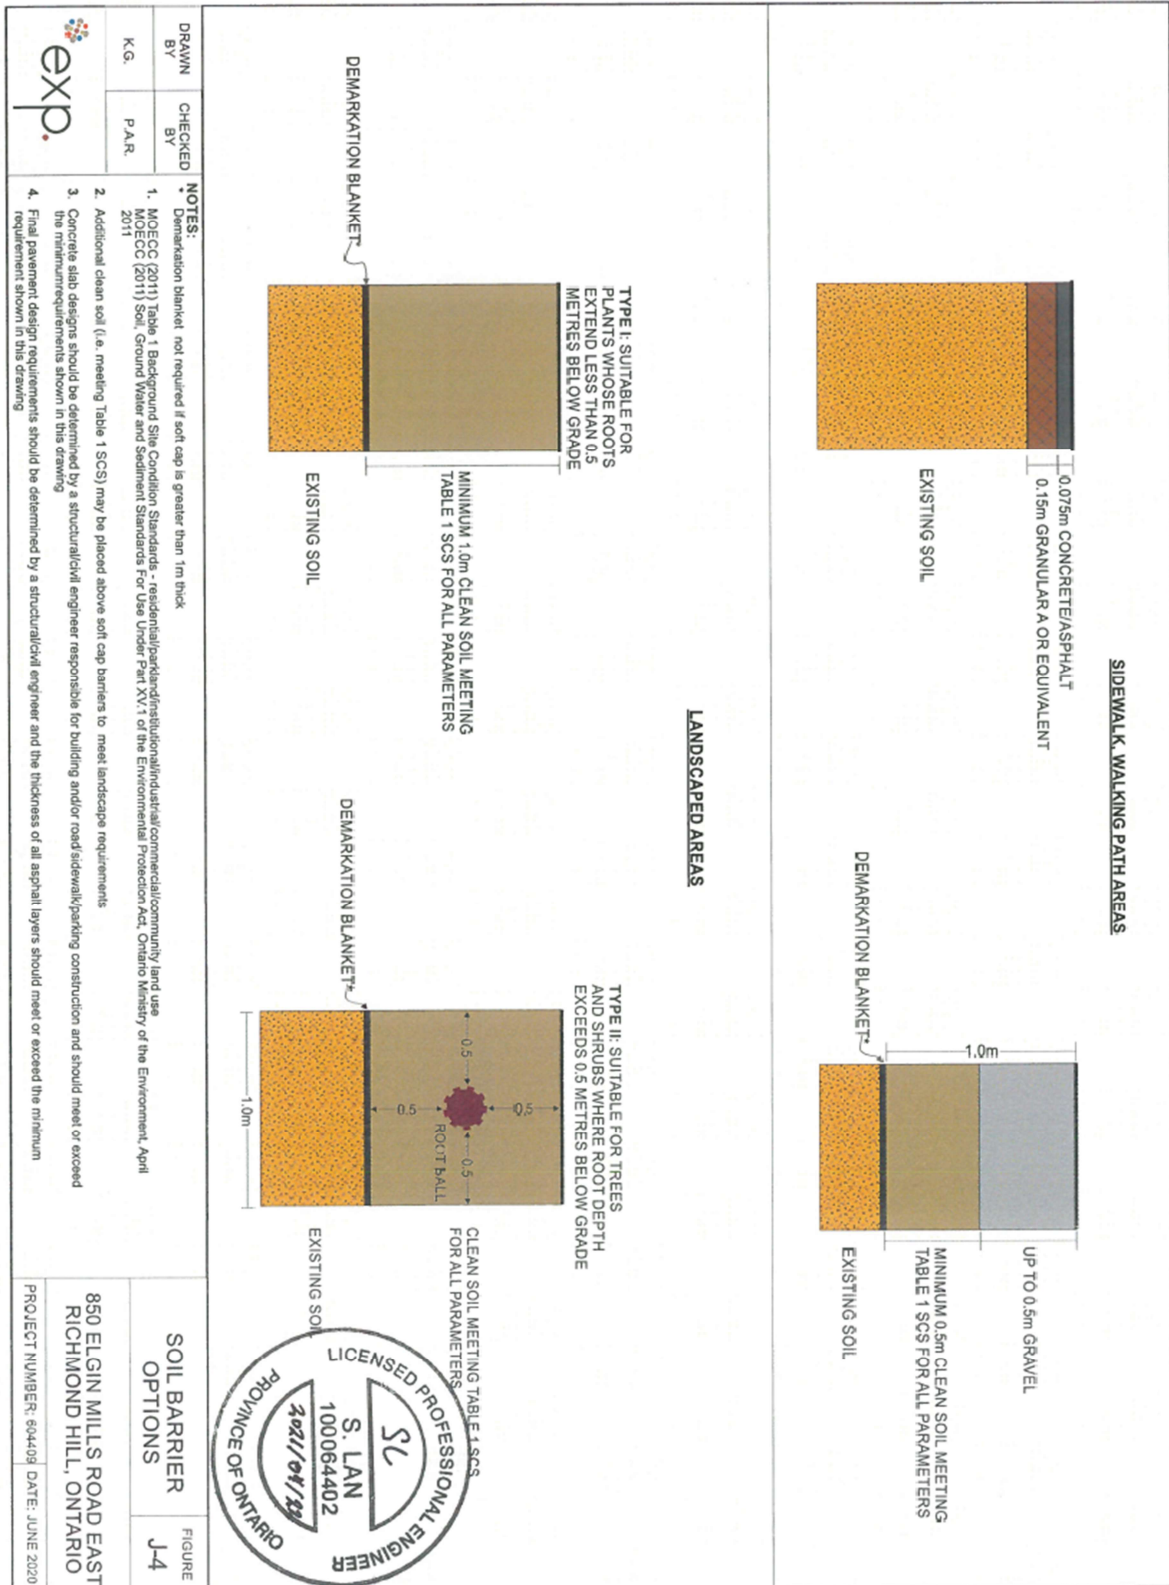 SIDEWALK, WALKING PATH AREAS
0.075m CONCRETE/ASPHALT
0.15m GRANULAR A OR EQUIVALENT
EXISTING SOIL
1.0m
UP TO 0.5m GRAVEL
MINIMUM 0.5m CLEAN SOIL MEETING
TABLE 1 SCS FOR ALL PARAMETERS
DEMARKATION BLANKET*
EXISTING SOIL
LANDSCAPED AREAS
TYPE I: SUITABLE FOR
PLANTS WHOSE ROOTS
EXTEND LESS THAN 0.5
METRES BELOW GRADE
MINIMUM 1.0m CLEAN SOIL MEETING
TABLE 1 SCS FOR ALL PARAMETERS
DEMARKATION BLANKET*
EXISTING SOIL
TYPE II: SUITABLE FOR TREES
AND SHRUBS WHERE ROOT DEPTH
EXCEEDS 0.5 METRES BELOW GRADE
0.5
0.5
0.5
0.5
ROOT BALL
CLEAN SOIL MEETING TABLE 1 SCS
FOR ALL PARAMETERS
DEMARKATION BLANKET*
EXISTING SOIL
1.0m
LICENSED PROFESSIONAL ENGINEER
SL
S. LAN
100064402
2021/04/22
PROVINCE OF ONTARIO
DRAWN
BY
CHECKED
BY
K.G.
P.A.R.
exp.
NOTES:
* Demarkation blanket not required if soft cap is greater than 1m thick
1. MOECC (2011) Table 1 Background Site Condition Standards - residential/parkland/institutional/industrial/commercial/community land use
MOECC (2011) Soil, Ground Water and Sediment Standards For Use Under Part XV.1 of the Environmental Protection Act, Ontario Ministry of the Environment, April
2011
2. Additional clean soil (i.e. meeting Table 1 SCS) may be placed above soft cap barriers to meet landscape requirements
3. Concrete slab designs should be determined by a structural/civil engineer responsible for building and/or road/sidewalk/parking construction and should meet or exceed
the minimumrequirements shown in this drawing
4. Final pavement design requirements should be determined by a structural/civil engineer and the thickness of all asphalt layers should meet or exceed the minimum
requirement shown in this drawing
SOIL BARRIER
OPTIONS
FIGURE
J-4
850 ELGIN MILLS ROAD EAST
RICHMOND HILL, ONTARIO
PROJECT NUMBER: 604409
DATE: JUNE 2020